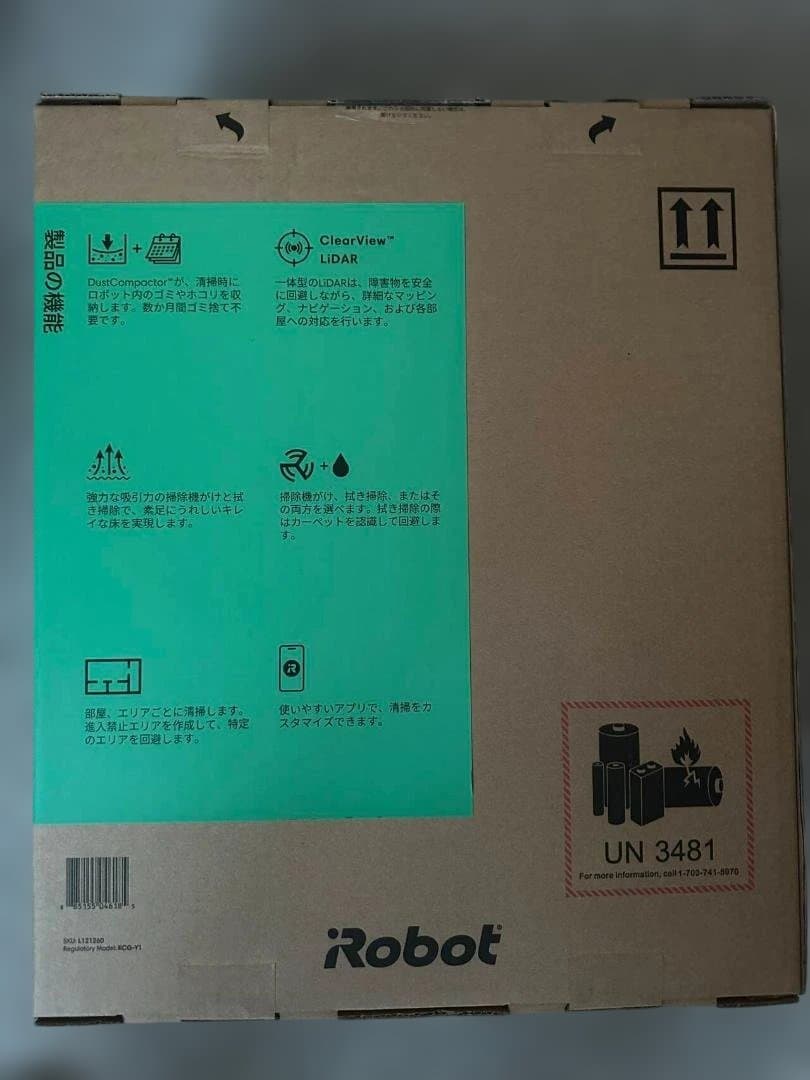 製品の機能
DustCompactor™が、清掃時に
ロボット内のゴミやホコリを収
納します。数か月間ゴミ捨て不
要です。
ClearView™
LiDAR
一体型のLiDARは、障害物を安全
に回避しながら、詳細なマッピン
グ、ナビゲーション、および各部
屋への対応を行います。
強力な吸引力の掃除機がけと拭
き掃除で、素足にうれしいキレ
イな床を実現します。
掃除機がけ、拭き掃除、またはそ
の両方を選べます。拭き掃除の際
はカーペットを認識して回避しま
す。
部屋、エリアごとに清掃します。
進入禁止エリアを作成して、特定
のエリアを回避します。
使いやすいアプリで、清掃をカ
スタマイズできます。
UN 3481
For more information, call 1-703-741-5970
SKU: L121260
Regulatory Model: RCG-Y1
iRobot®